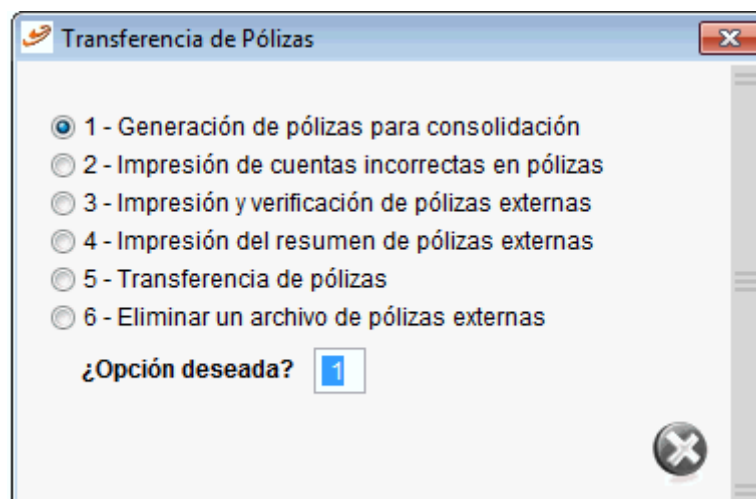 Transferencia de Pólizas
1 - Generación de pólizas para consolidación
2 - Impresión de cuentas incorrectas en pólizas
3 - Impresión y verificación de pólizas externas
4 - Impresión del resumen de pólizas externas
5 - Transferencia de pólizas
6 - Eliminar un archivo de pólizas externas
¿Opción deseada? 1